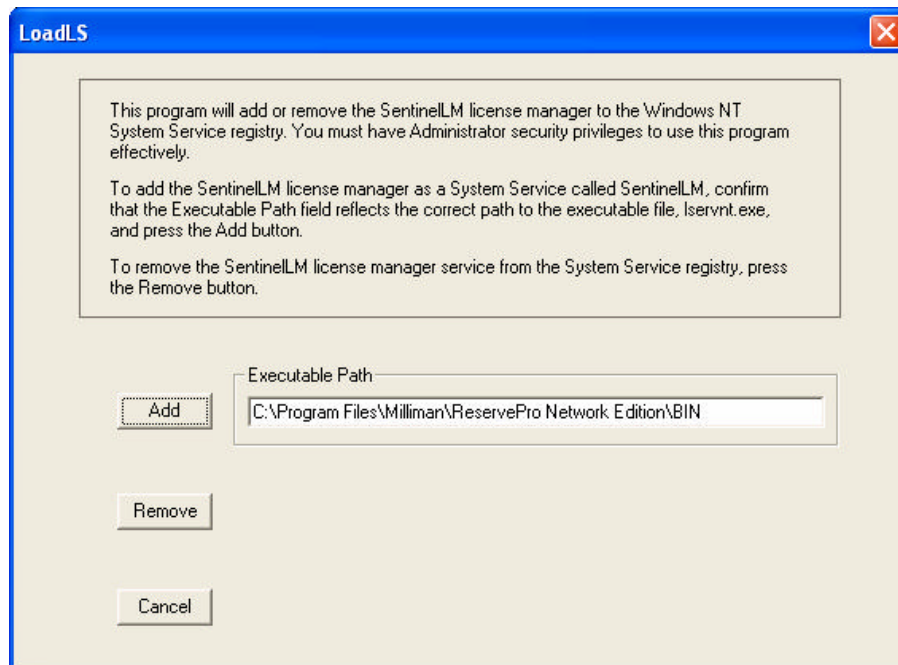 LoadLS
This program will add or remove the SentinelLM license manager to the Windows NT
System Service registry. You must have Administrator security privileges to use this program
effectively.
To add the SentinelLM license manager as a System Service called SentinelLM, confirm
that the Executable Path field reflects the correct path to the executable file, lservnt.exe,
and press the Add button.
To remove the SentinelLM license manager service from the System Service registry, press
the Remove button.
Executable Path
Add
C:\Program Files\Milliman\ReservePro Network Edition\BIN
Remove
Cancel